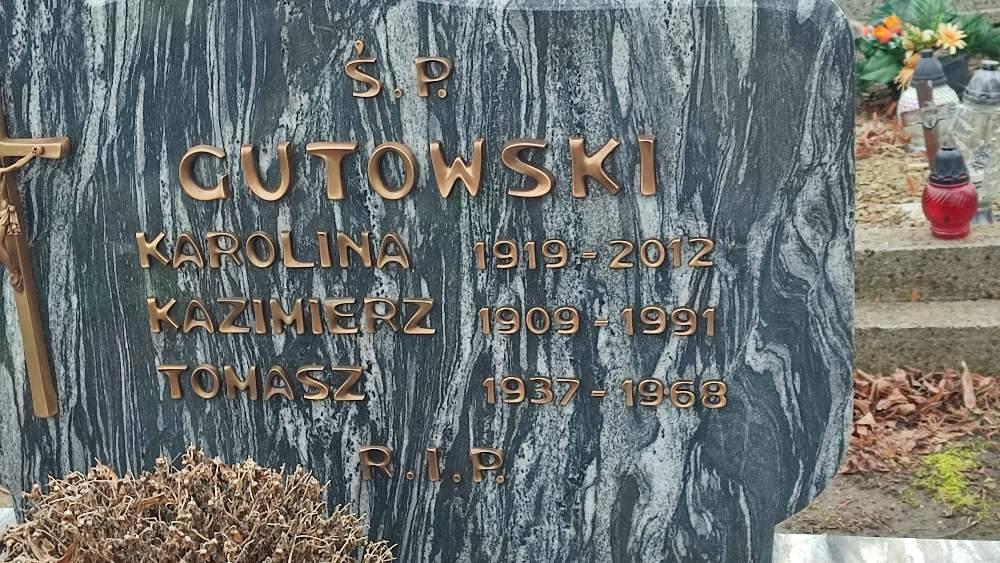 Ś.P.
GUTOWSKI
KAROLINA 1919-2012
KAZIMIERZ 1909-1991
TOMASZ 1937-1968
R.I.P.